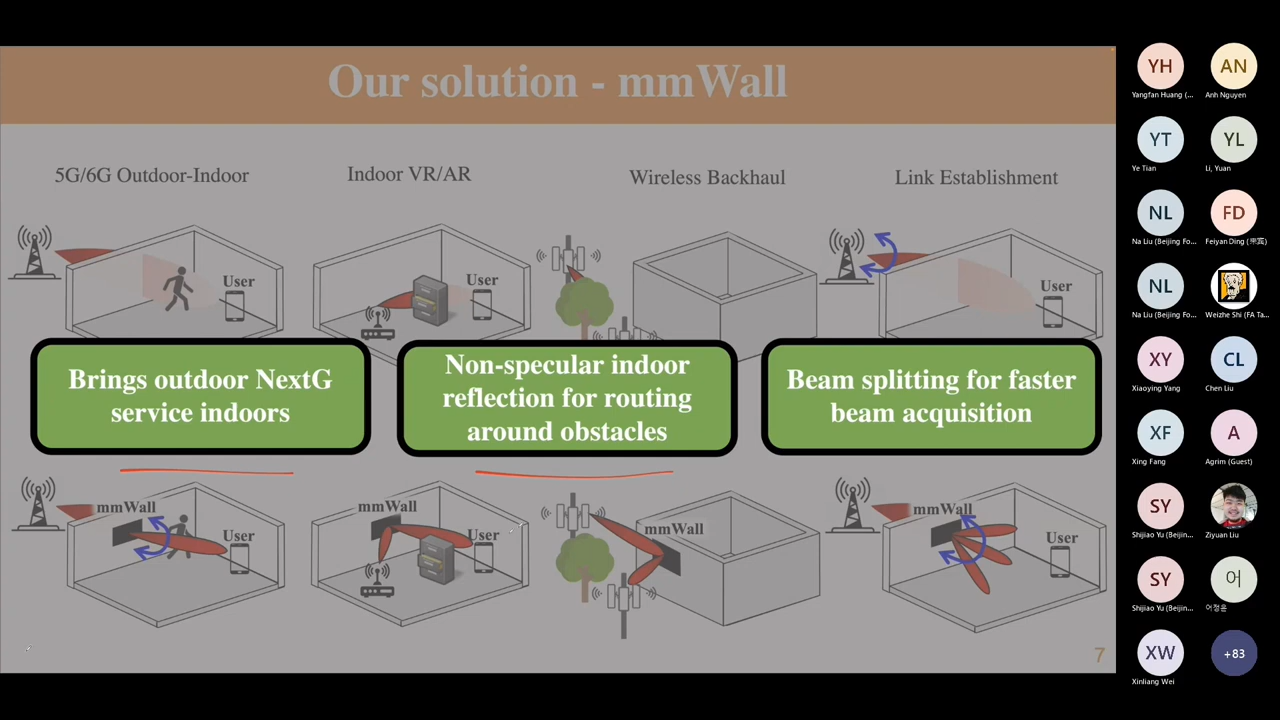 Our solution - mmWall
5G/6G Outdoor-Indoor
Indoor VR/AR
Wireless Backhaul
Link Establishment
User
User
User
Brings outdoor NextG
service indoors
Non-specular indoor
reflection for routing
around obstacles
Beam splitting for faster
beam acquisition
mmWall
User
mmWall
User
mmWall
mmWall
User
7
YH
Yangfan Huang (...
AN
Anh Nguyen
YT
Ye Tian
YL
Li, Yuan
NL
Na Liu (Beijing Fo...
FD
NL
Na Liu (Beijing Fo...
Weizhe Shi (FA Ta...
XY
Xiaoying Yang
CL
Chen Liu
XF
Xing Fang
A
Agrim (Guest)
SY
Shijiao Yu (Beijin...
Ziyuan Liu
SY
Shijiao Yu (Beijin...
어
어정윤
XW
Xinliang Wei
+83